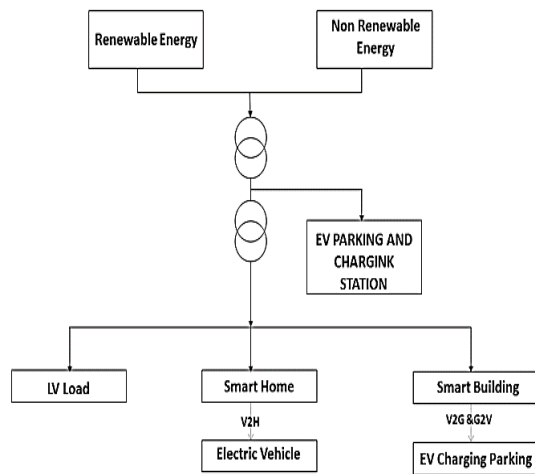 Renewable Energy
Non Renewable
Energy
EV PARKING AND
CHARGINK
STATION
LV Load
Smart Home
Smart Building
V2H
V2G &G2V
Electric Vehicle
EV Charging Parking